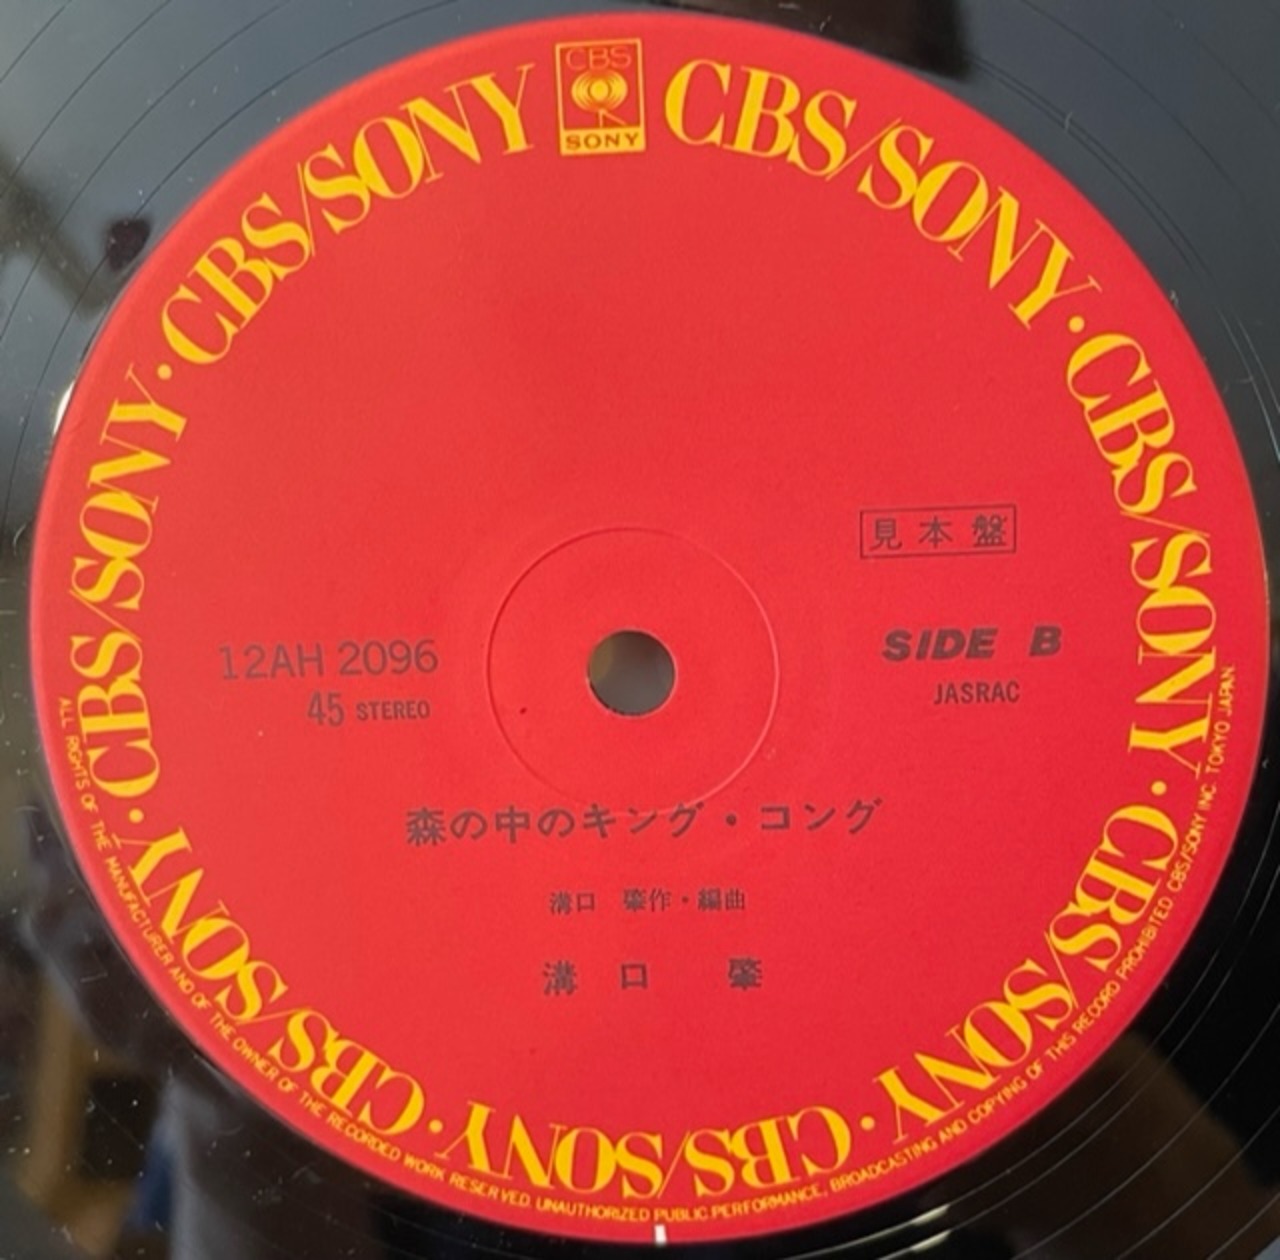 CBS
SONY
CBS/SONY · CBS/SONY · CBS/SONY · CBS/SONY · CBS/SONY · CBS/SONY · CBS/SONY · CBS/SONY
見本盤
12AH 2096
45 STEREO
SIDE B
JASRAC
森の中のキング・コング
溝口 肇作・編曲
溝口 肇
ALL RIGHTS OF THE MANUFACTURER AND OF THE OWNER OF THE RECORDED WORK RESERVED. UNAUTHORIZED PUBLIC PERFORMANCE, BROADCASTING AND COPYING OF THIS RECORD PROHIBITED CBS/SONY INC. TOKYO JAPAN